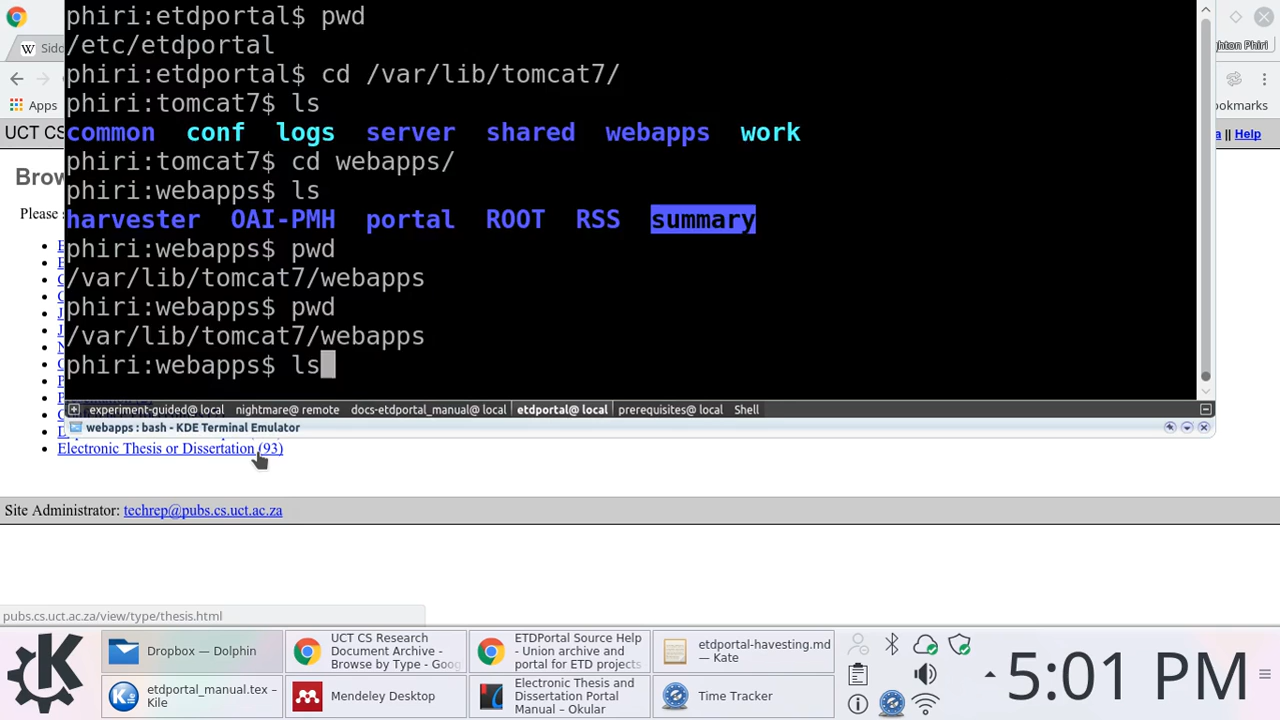 phiri:etdportal$ pwd
/etc/etdportal
phiri:etdportal$ cd /var/lib/tomcat7/
phiri:tomcat7$ ls
common conf logs server shared webapps work
phiri:tomcat7$ cd webapps/
phiri:webapps$ ls
harvester OAI-PMH portal ROOT RSS summary
phiri:webapps$ pwd
/var/lib/tomcat7/webapps
phiri:webapps$ pwd
/var/lib/tomcat7/webapps
phiri:webapps$ ls
experiment-guided@ local nightmare@ remote docs-etdportal_manual@ local etdportal@ local prerequisites@ local Shell
webapps : bash - KDE Terminal Emulator
W Sido
ghton Phiri
Apps
okmarks
UCT CS
a || Help
Brow
Please s
Electronic Thesis or Dissertation (93)
Site Administrator: techrep@pubs.cs.uct.ac.za
pubs.cs.uct.ac.za/view/type/thesis.html
Dropbox — Dolphin
UCT CS Research
Document Archive -
Browse by Type - Goog
ETDPortal Source Help
- Union archive and
portal for ETD projects
etdportal-havesting.md
— Kate
etdportal_manual.tex -
Kile
Mendeley Desktop
Electronic Thesis and
Dissertation Portal
Manual – Okular
Time Tracker
5:01 PM